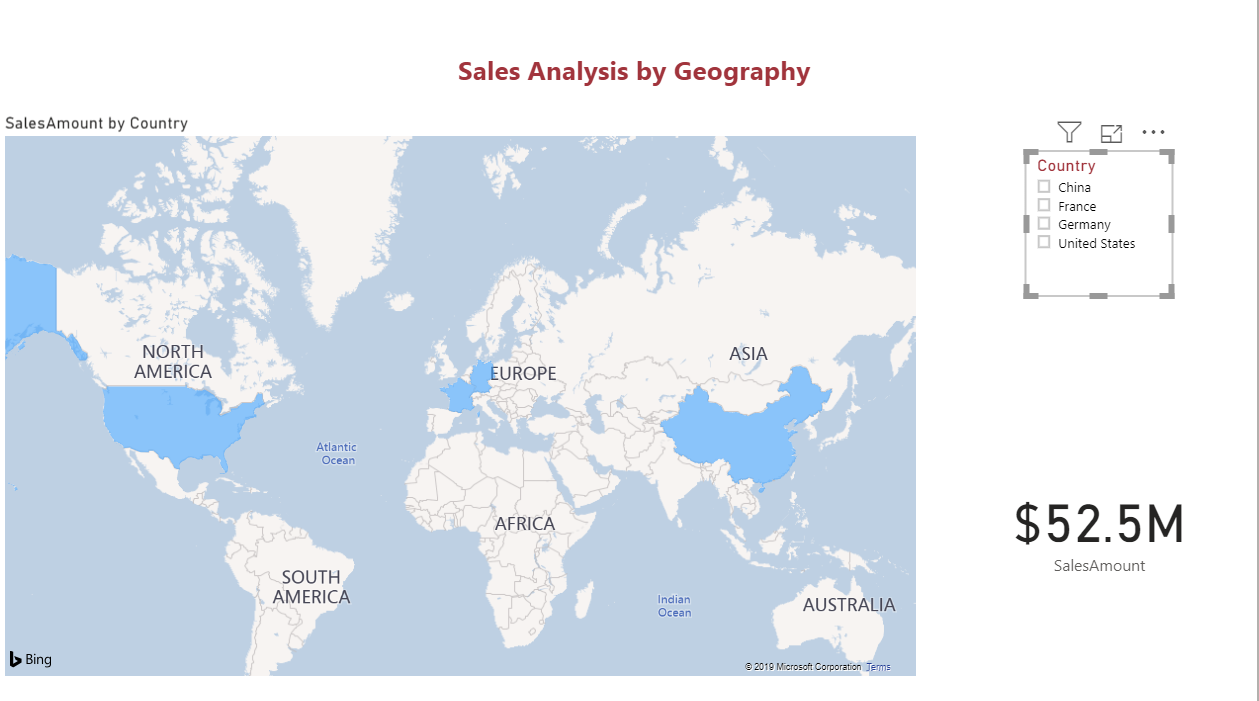 Sales Analysis by Geography
SalesAmount by Country
Country
China
France
Germany
United States
NORTH
AMERICA
EUROPE
ASIA
Atlantic
Ocean
AFRICA
SOUTH
AMERICA
Indian
Ocean
AUSTRALIA
Bing
© 2019 Microsoft Corporation Terms
$52.5M
SalesAmount